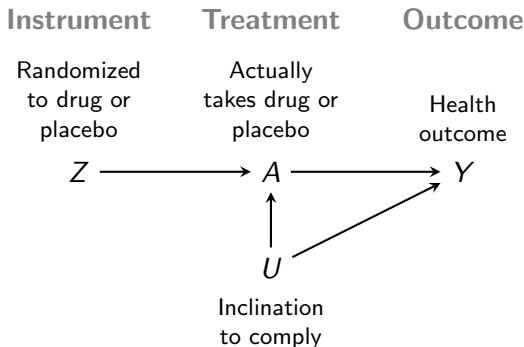 Instrument Treatment Outcome
Randomized
to drug or
placebo
Actually
takes drug or
placebo
Health
outcome
Z A Y
U
Inclination
to comply